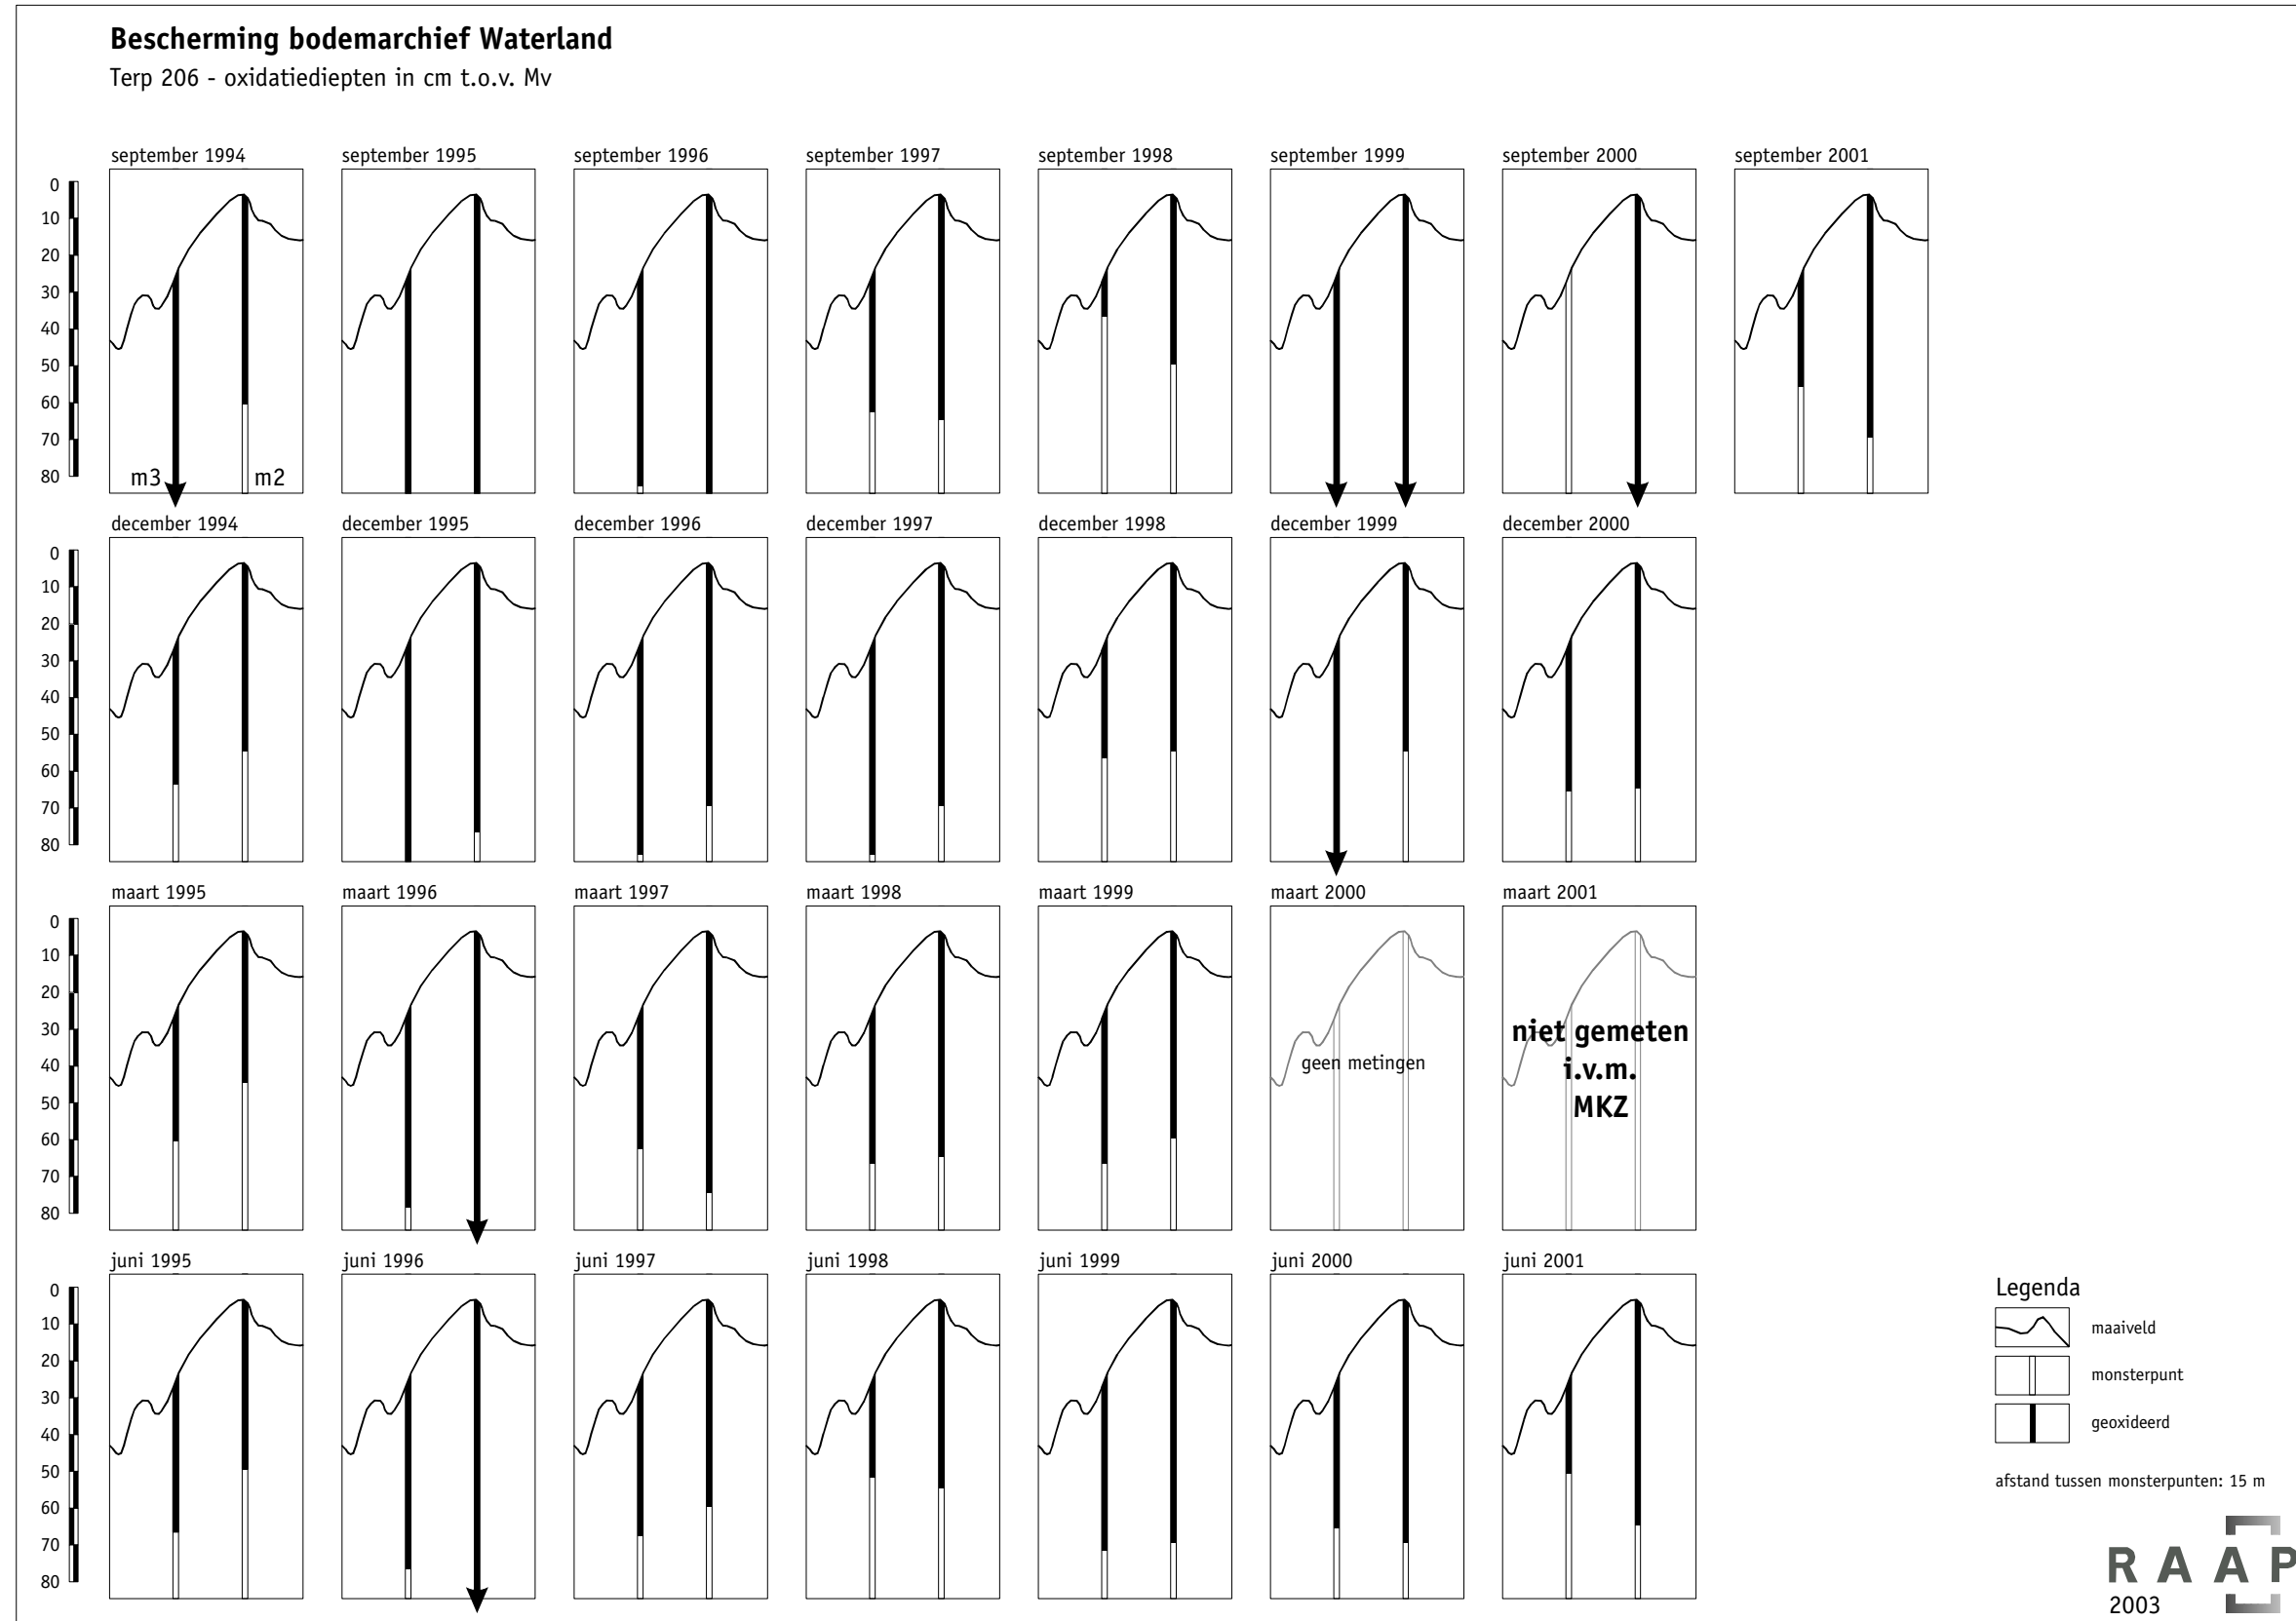 Bescherming bodemarchief Waterland
Terp 206 - oxidatiediepten in cm t.o.v. Mv
september 1994 september 1995 september 1996 september 1997 september 1998 september 1999 september 2000 september 2001
0
10
20
30
40
50
60
70
80
m3 m2
december 1994 december 1995 december 1996 december 1997 december 1998 december 1999 december 2000
0
10
20
30
40
50
60
70
80
maart 1995 maart 1996 maart 1997 maart 1998 maart 1999 maart 2000 maart 2001
0
10
20
30
40
50
60
70
80
geen metingen
niet gemeten
i.v.m.
MKZ
juni 1995 juni 1996 juni 1997 juni 1998 juni 1999 juni 2000 juni 2001
0
10
20
30
40
50
60
70
80
Legenda
maaiveld
monsterpunt
geoxideerd
afstand tussen monsterpunten: 15 m
RAAP
2003